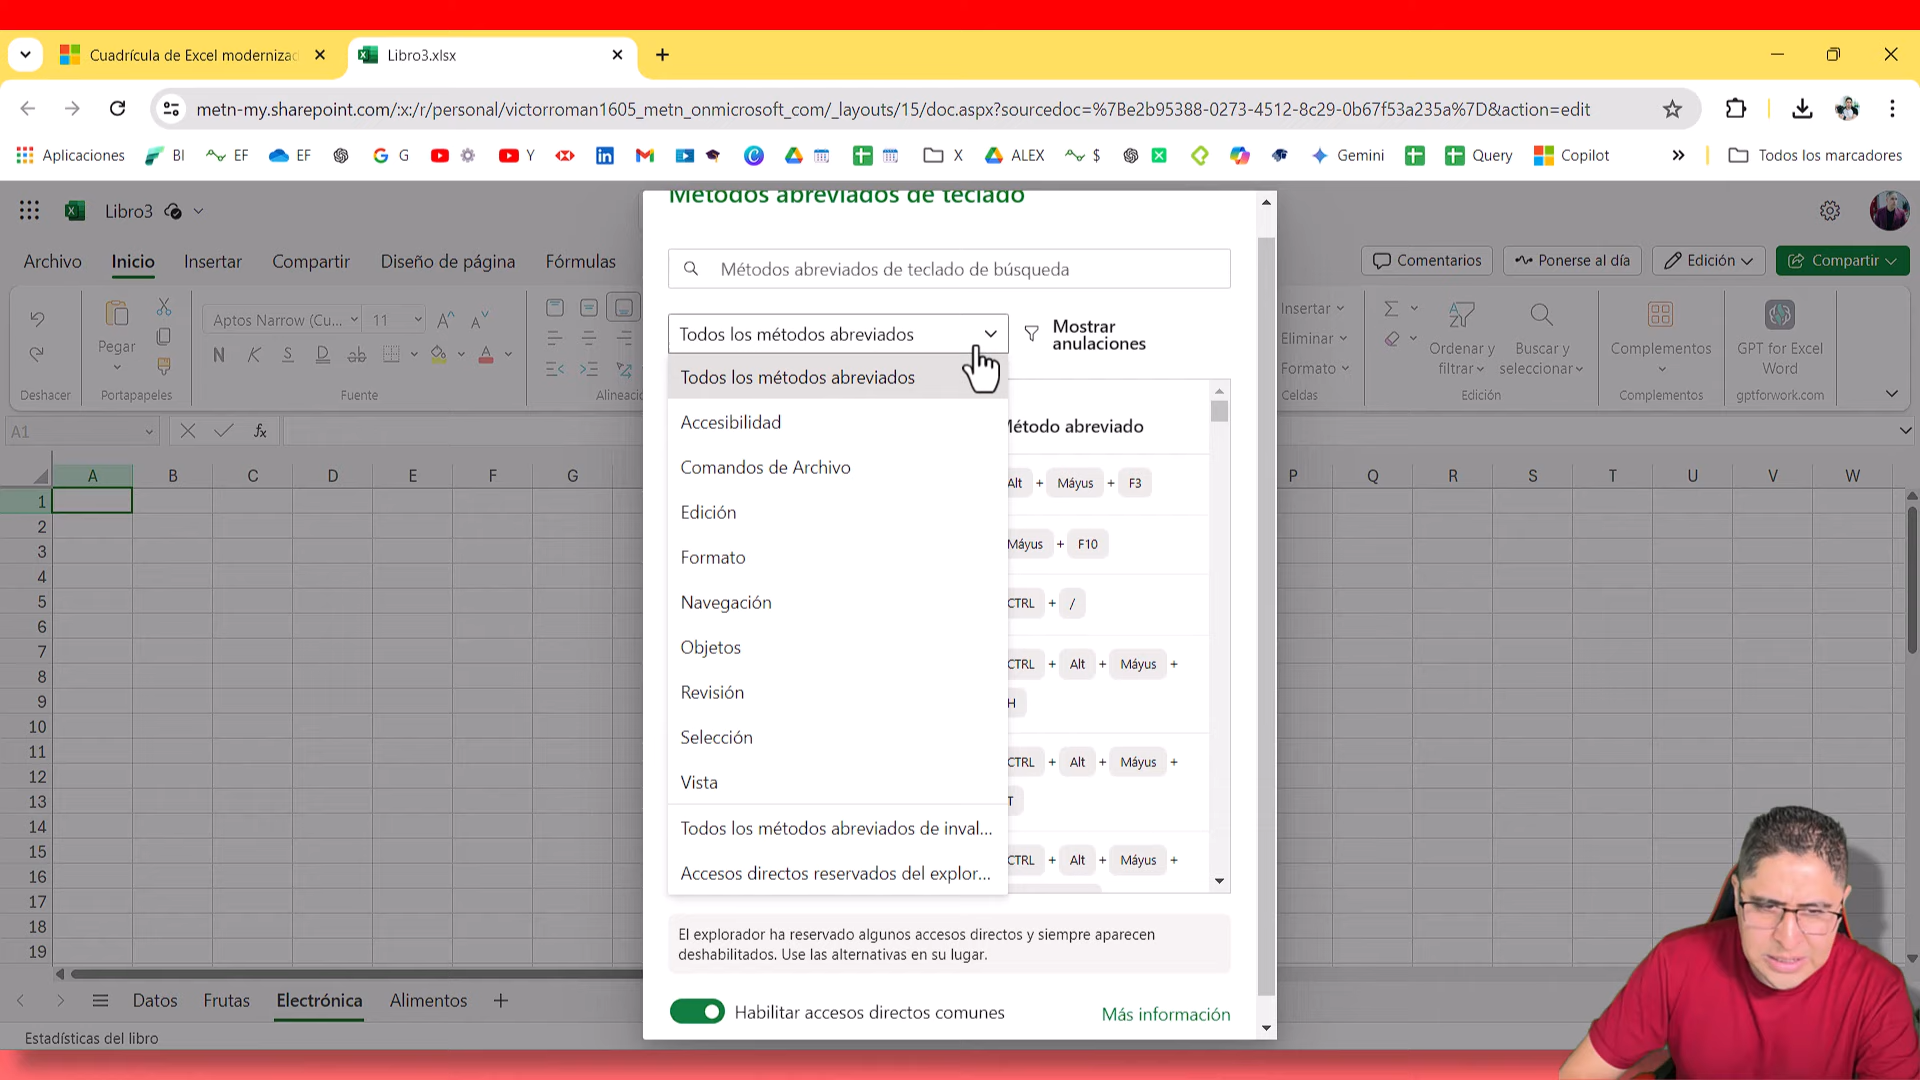 Cuadrícula de Excel moderniza
Libro3.xlsx
metn-my.sharepoint.com/:x:/r/personal/victorroman1605_metn_onmicrosoft_com/_layouts/15/doc.aspx?sourcedoc=%7Be2b95388-0273-4512-8c29-0b67f53a235a%7D&action=edit
Aplicaciones BI EF EF G Y X ALEX $ Gemini Query Copilot Todos los marcadores
Libro3
Archivo Inicio Insertar Compartir Diseño de página Fórmulas
Comentarios Ponerse al día Edición Compartir
Pegar
Aptos Narrow (Cu... 11
N K S D ab
Deshacer Portapapeles Fuente Alineació
Insertar
Eliminar
Formato
Celdas
Ordenar y
filtrar
Buscar y
seleccionar
Edición
Complementos
Complementos
GPT for Excel
Word
gptforwork.com
A1 fx
A B C D E F G P Q R S T U V W
1
2
3
4
5
6
7
8
9
10
11
12
13
14
15
16
17
18
19
Métodos abreviados de teclado
Métodos abreviados de teclado de búsqueda
Todos los métodos abreviados
Mostrar
anulaciones
Todos los métodos abreviados
Accesibilidad
Comandos de Archivo
Edición
Formato
Navegación
Objetos
Revisión
Selección
Vista
Todos los métodos abreviados de inval...
Accesos directos reservados del explor...
Método abreviado
Alt + Máyus + F3
Máyus + F10
CTRL + /
CTRL + Alt + Máyus +
H
CTRL + Alt + Máyus +
T
CTRL + Alt + Máyus +
El explorador ha reservado algunos accesos directos y siempre aparecen
deshabilitados. Use las alternativas en su lugar.
Habilitar accesos directos comunes
Más información
Datos Frutas Electrónica Alimentos
Estadísticas del libro